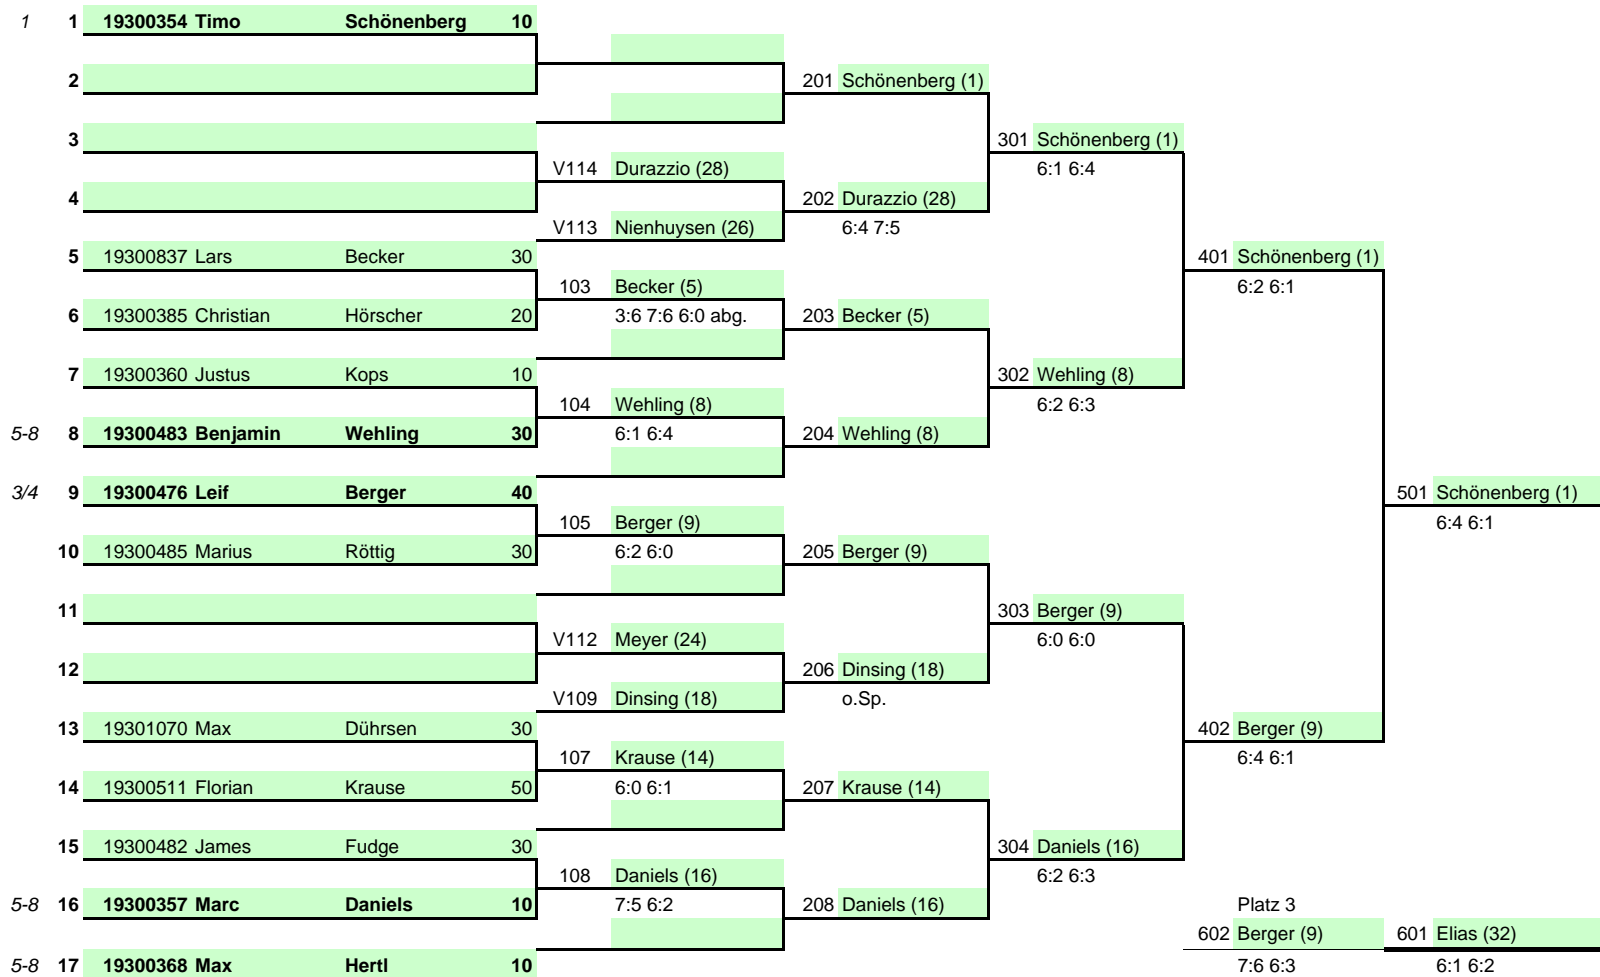 1 1 19300354 Timo Schönenberg 10
2 201 Schönenberg (1)
3 301 Schönenberg (1)
V114 Durazzio (28) 6:1 6:4
4 202 Durazzio (28)
V113 Nienhuysen (26) 6:4 7:5
5 19300837 Lars Becker 30 401 Schönenberg (1)
103 Becker (5) 6:2 6:1
6 19300385 Christian Hörscher 20 3:6 7:6 6:0 abg. 203 Becker (5)
7 19300360 Justus Kops 10 302 Wehling (8)
104 Wehling (8) 6:2 6:3
5-8 8 19300483 Benjamin Wehling 30 6:1 6:4 204 Wehling (8)
3/4 9 19300476 Leif Berger 40 501 Schönenberg (1)
105 Berger (9) 6:4 6:1
10 19300485 Marius Röttig 30 6:2 6:0 205 Berger (9)
11 303 Berger (9)
V112 Meyer (24) 6:0 6:0
12 206 Dinsing (18)
V109 Dinsing (18) o.Sp.
13 19301070 Max Dührsen 30 402 Berger (9)
107 Krause (14) 6:4 6:1
14 19300511 Florian Krause 50 6:0 6:1 207 Krause (14)
15 19300482 James Fudge 30 304 Daniels (16)
108 Daniels (16) 6:2 6:3
5-8 16 19300357 Marc Daniels 10 7:5 6:2 208 Daniels (16) Platz 3
602 Berger (9) 601 Elias (32)
5-8 17 19300368 Max Hertl 10 7:6 6:3 6:1 6:2